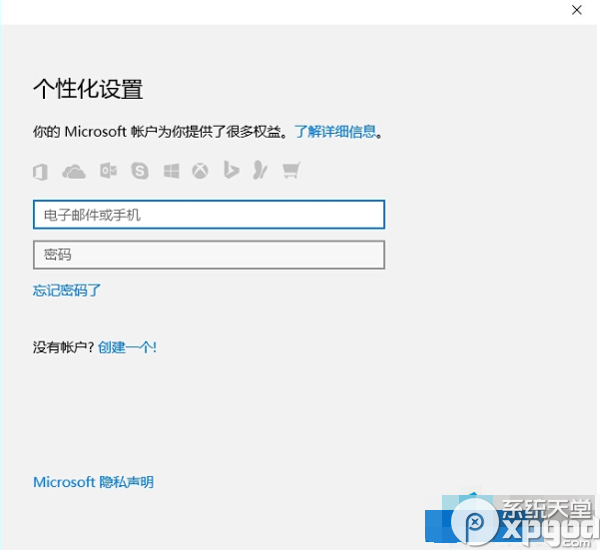 个性化设置
你的 Microsoft 帐户为你提供了很多权益。了解详细信息。
电子邮件或手机
密码
忘记密码了
没有帐户? 创建一个!
Microsoft 隐私声明
系统天堂
xpgod.com